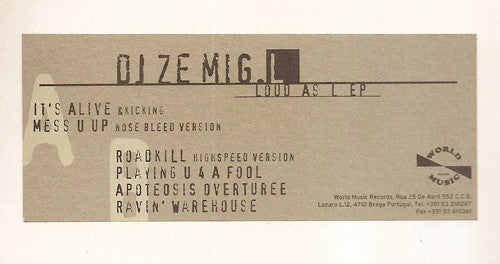 DJ ZE MIG.L
LOUD AS L EP
A
IT'S ALIVE & KICKING
MESS U UP NOSE BLEED VERSION
B
ROADKILL HIGHSPEED VERSION
PLAYING U 4 A FOOL
APOTEOSIS OVERTUREE
RAVIN' WAREHOUSE
WORLD
MUSIC
World Music Records, Rua 25 De Abril 552 C.C.S.
Lazaro L.12, 4710 Braga Portugal, Tel. +351 53 218267
Fax +351 53 610261